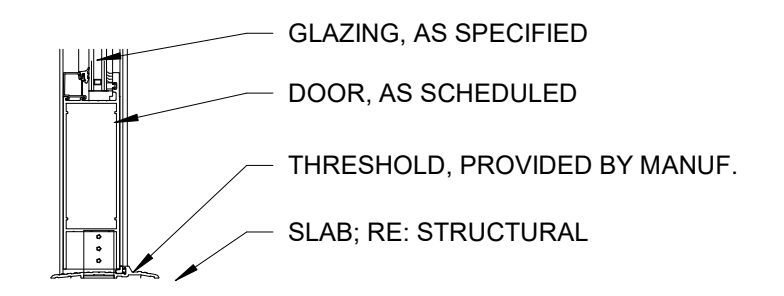 GLAZING, AS SPECIFIED
DOOR, AS SCHEDULED
THRESHOLD, PROVIDED BY MANUF.
SLAB; RE: STRUCTURAL